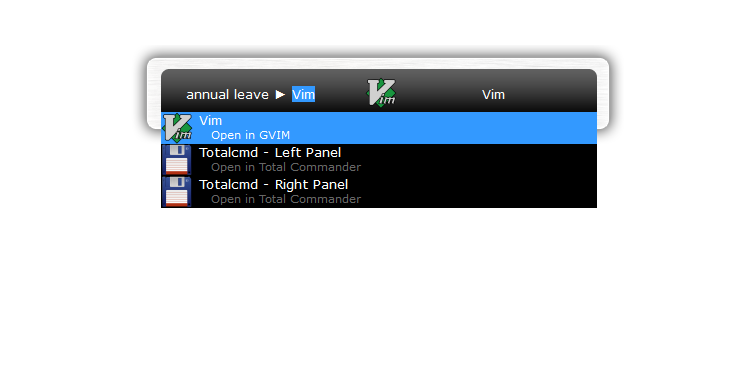 annual leave ► Vim Vim
Vim
Open in GVIM
Totalcmd - Left Panel
Open in Total Commander
Totalcmd - Right Panel
Open in Total Commander